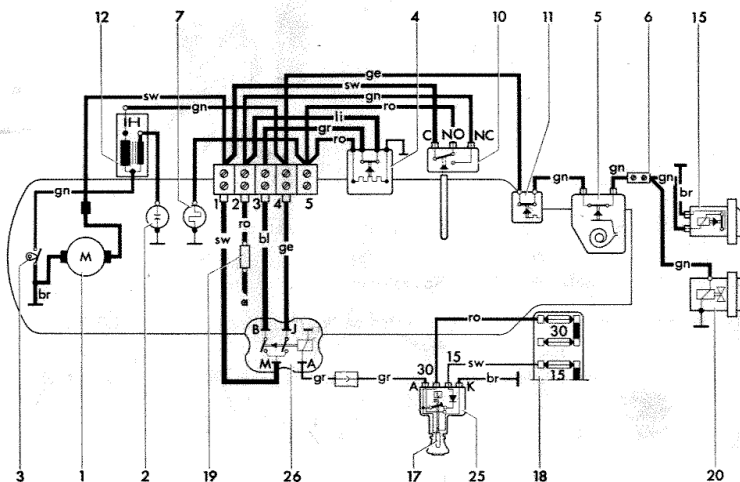 12 7 4 10 11 5 6 15
ge
sw
sw gn
gn ro
li
gr C NO NC
ro
gn gn gn
gn br
1 2 3 4 5
ro
sw bl ge
M
gn
br
B J
ro
30
M A
30 15 sw
15
gr gr A K br
3 1 2 19 26 17 25 18 20